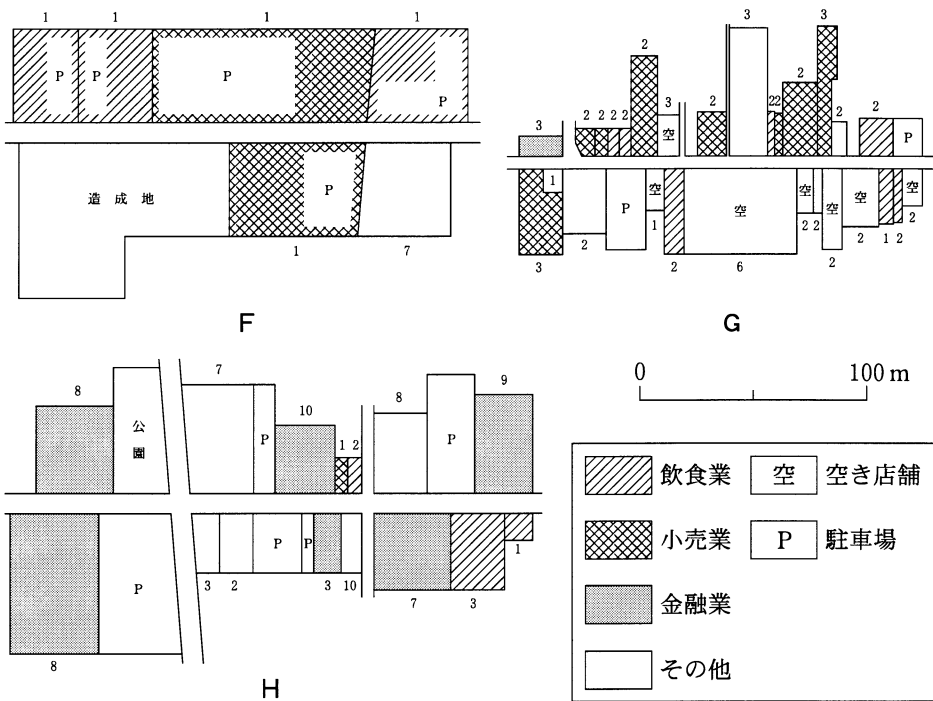 1 1 1 1
P P P P
造成地 P
1 7
F
3 2 2 2 2 2 3 2 3 2 2 2 3 2 2
空 P
1 P 空 空 空 空 空 空
3 2 1 2 6 2 2 2 2 1 2 2
G
8 7 10 1 2 8 9
公園 P P
P P P
8 3 2 3 10 7 3 1
H
0 100 m
飲食業 空 空き店舗
小売業 P 駐車場
金融業
その他